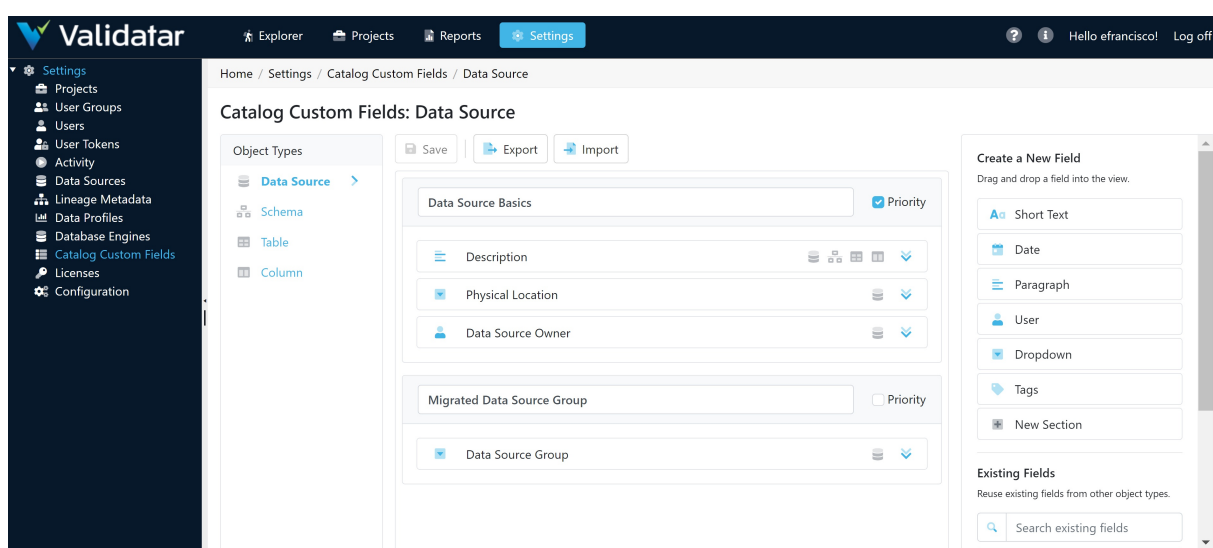 Validatar
Explorer
Projects
Reports
Settings
Hello efrancisco!
Log off
Settings
Projects
User Groups
Users
User Tokens
Activity
Data Sources
Lineage Metadata
Data Profiles
Database Engines
Catalog Custom Fields
Licenses
Configuration
Home / Settings / Catalog Custom Fields / Data Source
Catalog Custom Fields: Data Source
Object Types
Data Source
Schema
Table
Column
Save
Export
Import
Data Source Basics
Priority
Description
Physical Location
Data Source Owner
Migrated Data Source Group
Priority
Data Source Group
Create a New Field
Drag and drop a field into the view.
Short Text
Date
Paragraph
User
Dropdown
Tags
New Section
Existing Fields
Reuse existing fields from other object types.
Search existing fields